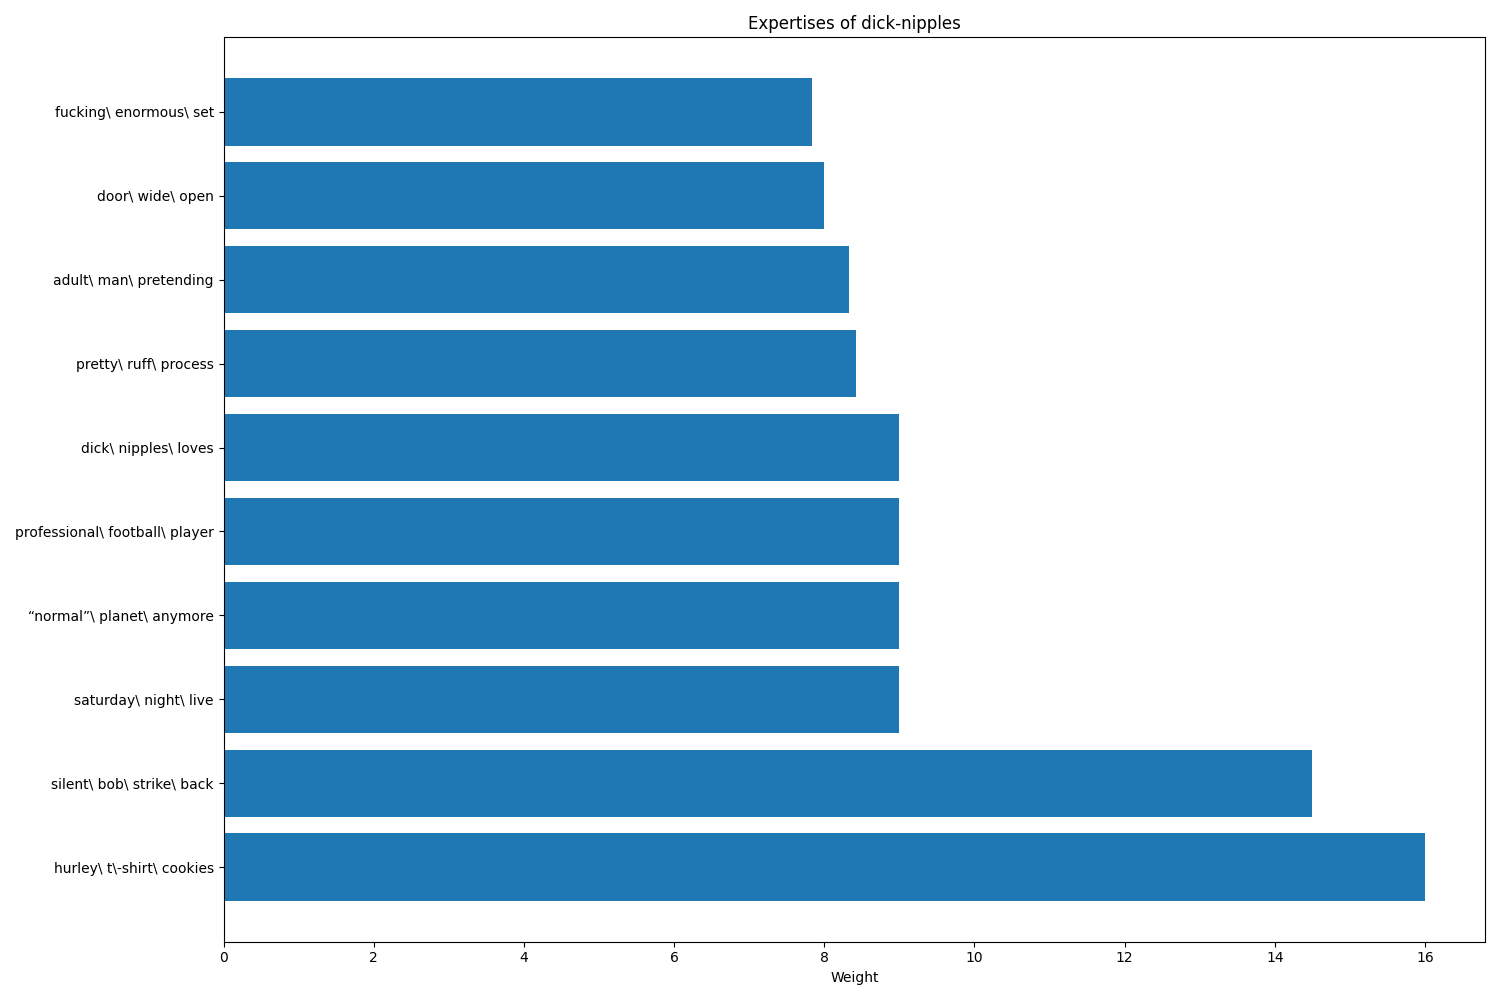 Expertises of dick-nipples
fucking\ enormous\ set
door\ wide\ open
adult\ man\ pretending
pretty\ ruff\ process
dick\ nipples\ loves
professional\ football\ player
“normal”\ planet\ anymore
saturday\ night\ live
silent\ bob\ strike\ back
hurley\ t\-shirt\ cookies
0 2 4 6 8 10 12 14 16
Weight